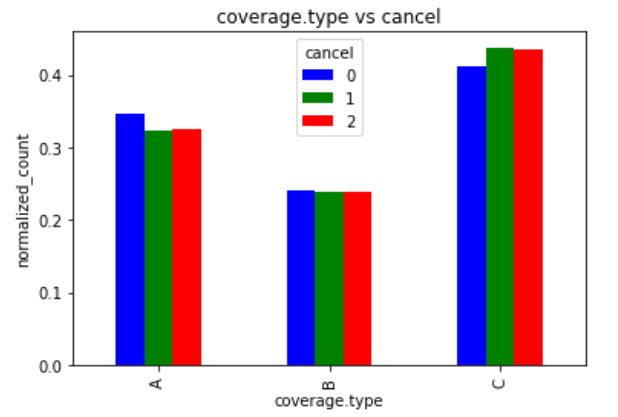 coverage.type vs cancel
cancel
0
1
2
normalized_count
0.4
0.3
0.2
0.1
0.0
A
B
C
coverage.type